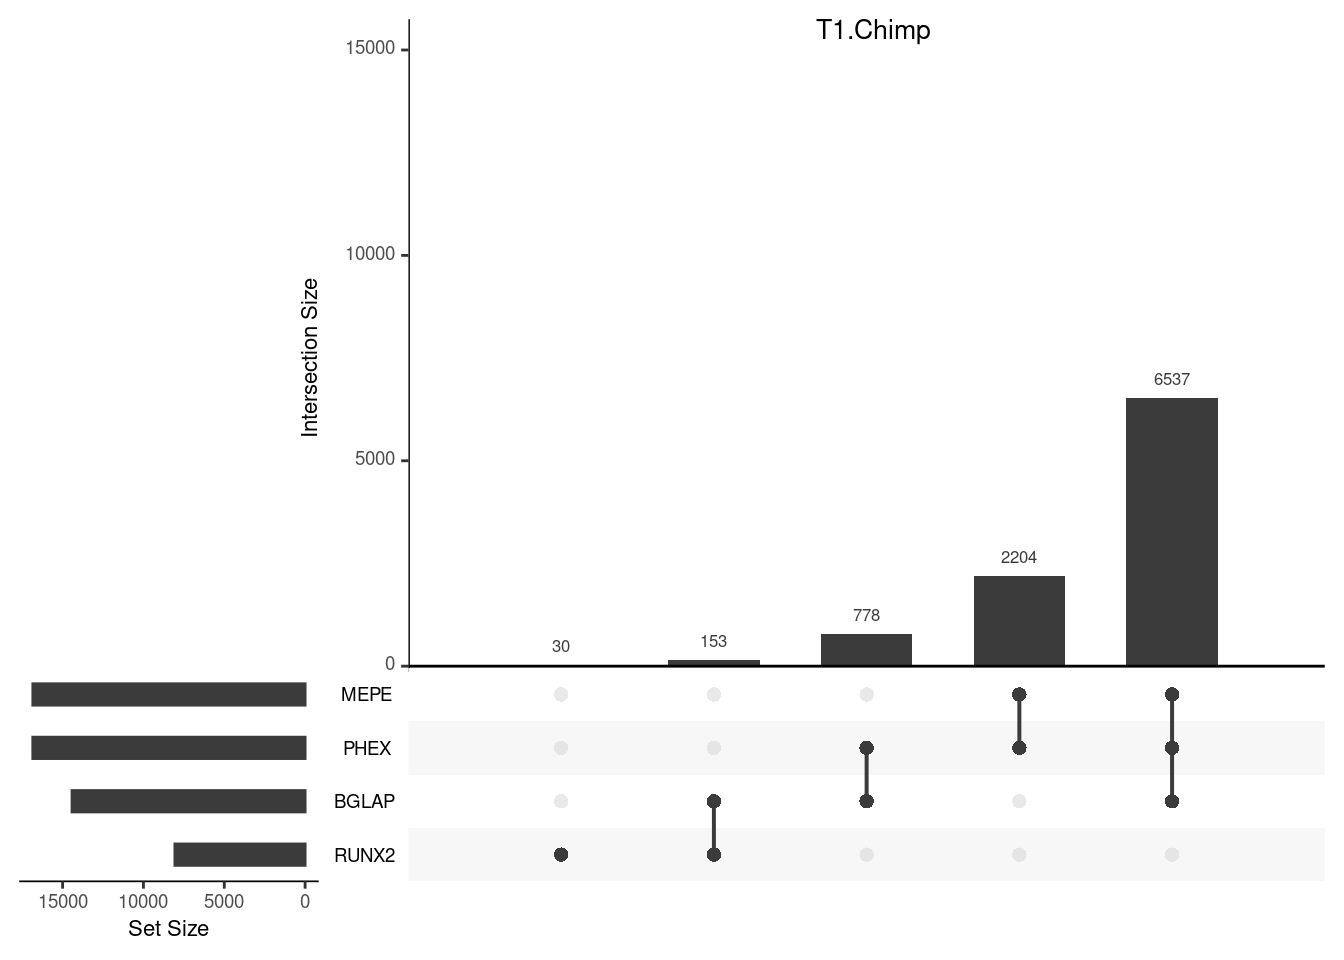 T1.Chimp
15000
10000
5000
0
Intersection Size
30
153
778
2204
6537
MEPE
PHEX
BGLAP
RUNX2
15000 10000 5000 0
Set Size